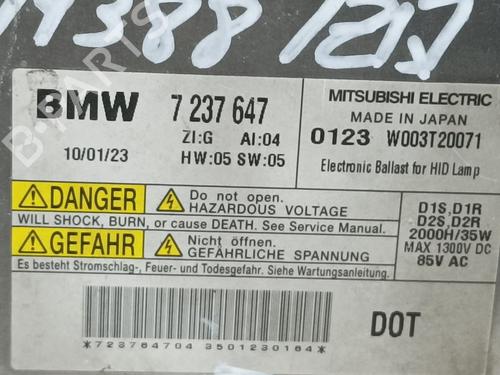 BMW 7 237 647
ZI:G AI:04
10/01/23 HW:05 SW:05
MITSUBISHI ELECTRIC
MADE IN JAPAN
0123 W003T20071
Electronic Ballast for HID Lamp
DANGER Do not open.
HAZARDOUS VOLTAGE
WILL SHOCK, BURN, or cause DEATH. See Service Manual.
GEFAHR Nicht öffnen.
GEFÄHRLICHE SPANNUNG
Es besteht Stromschlag-, Feuer- und Todesgefahr. Siehe Wartungsanleitung.
D1S,D1R
D2S,D2R
2000H/35W
MAX 1300V DC
85V AC
*723764704 3501230164*
DOT